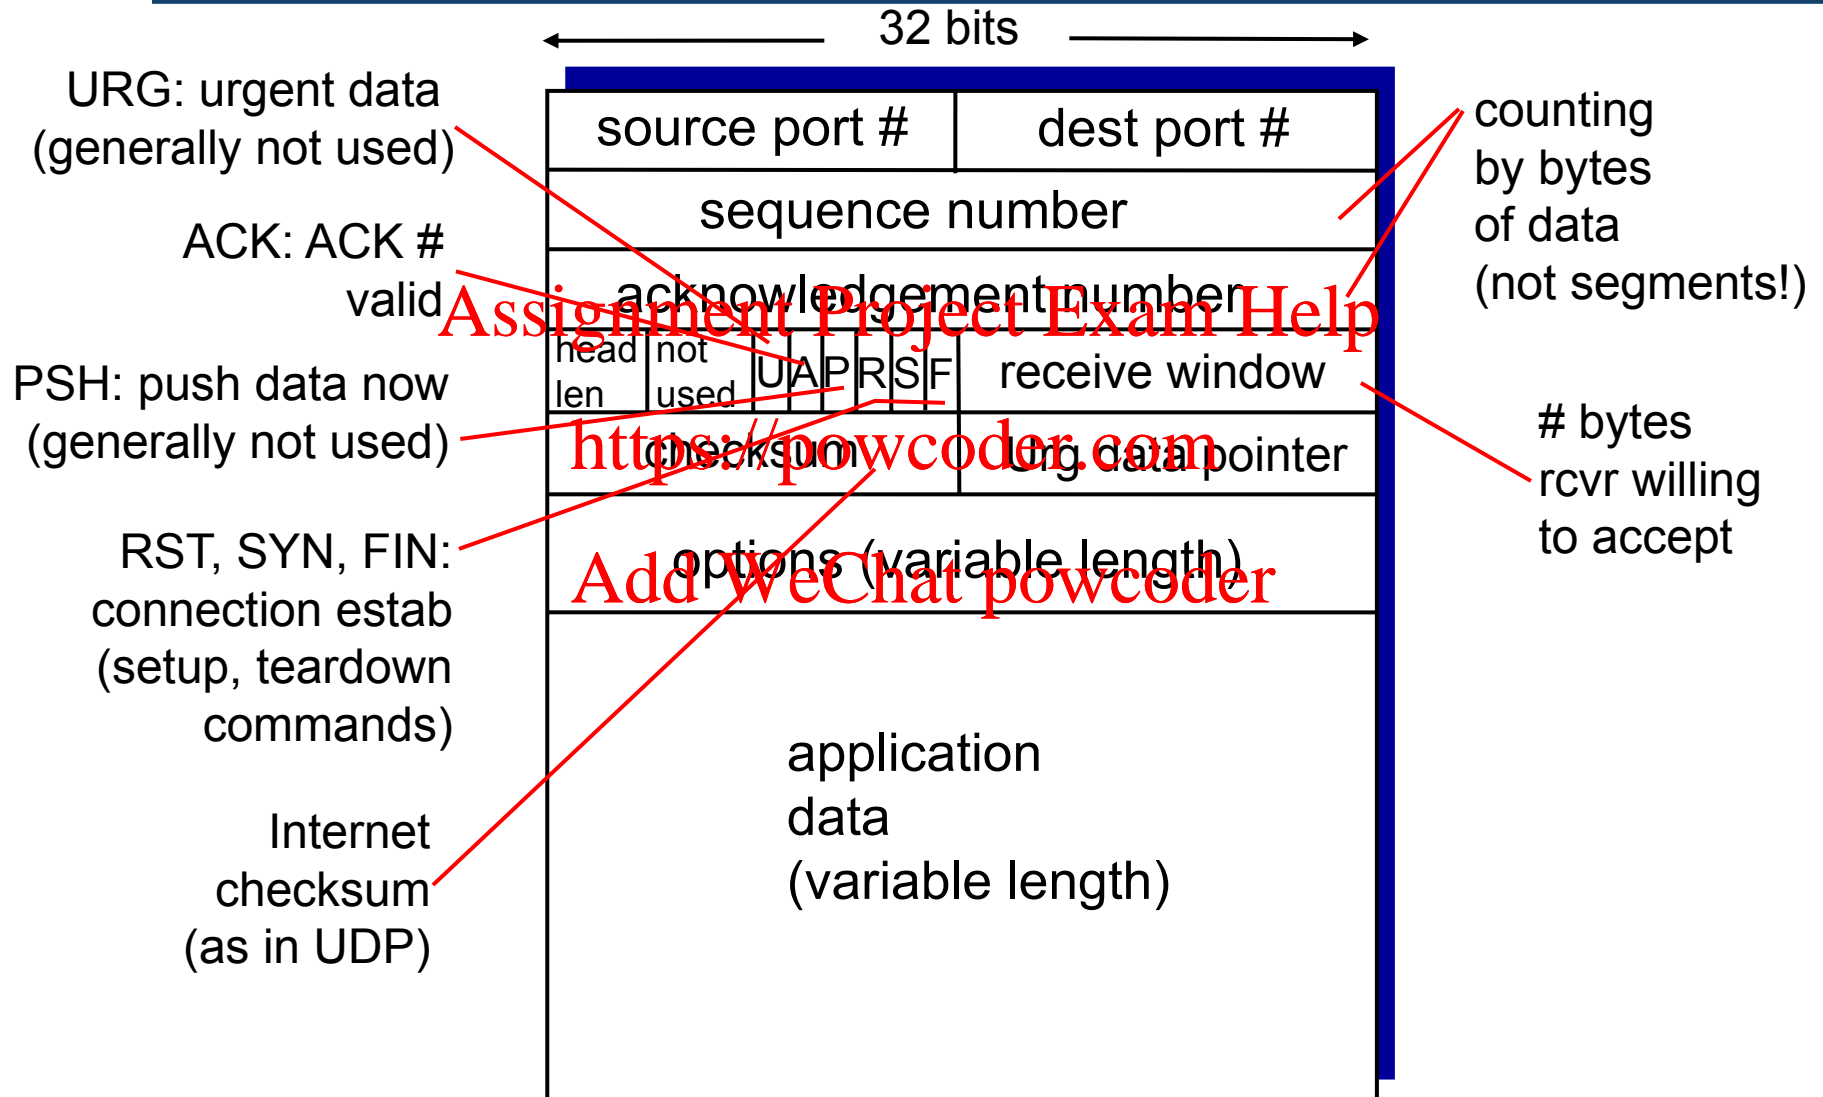 32 bits
URG: urgent data
(generally not used)
ACK: ACK #
valid
PSH: push data now
(generally not used)
RST, SYN, FIN:
connection estab
(setup, teardown
commands)
Internet
checksum
(as in UDP)
source port #
dest port #
sequence number
acknowledgement number
Assignment Project Exam Help
head
len
not
used
U
A
P
R
S
F
receive window
checksum
Urg data pointer
https://powcoder.com
options (variable length)
Add WeChat powcoder
application
data
(variable length)
counting
by bytes
of data
(not segments!)
# bytes
rcvr willing
to accept